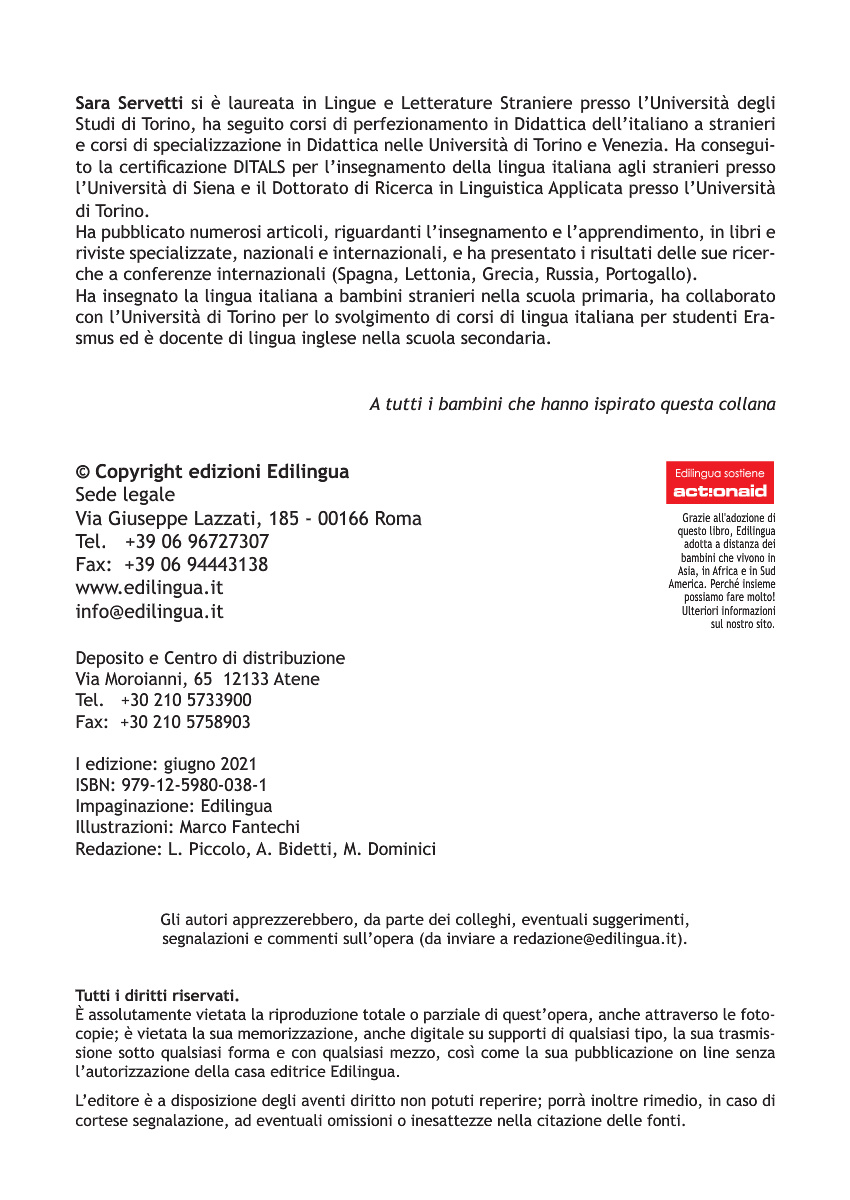 Sara Servetti si è laureata in Lingue e Letterature Straniere presso l’Università degli
Studi di Torino, ha seguito corsi di perfezionamento in Didattica dell’italiano a stranieri
e corsi di specializzazione in Didattica nelle Università di Torino e Venezia. Ha consegui-
to la certificazione DITALS per l’insegnamento della lingua italiana agli stranieri presso
l’Università di Siena e il Dottorato di Ricerca in Linguistica Applicata presso l’Università
di Torino.
Ha pubblicato numerosi articoli, riguardanti l’insegnamento e l’apprendimento, in libri e
riviste specializzate, nazionali e internazionali, e ha presentato i risultati delle sue ricer-
che a conferenze internazionali (Spagna, Lettonia, Grecia, Russia, Portogallo).
Ha insegnato la lingua italiana a bambini stranieri nella scuola primaria, ha collaborato
con l’Università di Torino per lo svolgimento di corsi di lingua italiana per studenti Era-
smus ed è docente di lingua inglese nella scuola secondaria.
A tutti i bambini che hanno ispirato questa collana
© Copyright edizioni Edilingua
Sede legale
Via Giuseppe Lazzati, 185 - 00166 Roma
Tel. +39 06 96727307
Fax: +39 06 94443138
www.edilingua.it
info@edilingua.it
Edilingua sostiene
act!onaid
Grazie all'adozione di
questo libro, Edilingua
adotta a distanza dei
bambini che vivono in
Asia, in Africa e in Sud
America. Perché insieme
possiamo fare molto!
Ulteriori informazioni
sul nostro sito.
Deposito e Centro di distribuzione
Via Moroianni, 65 12133 Atene
Tel. +30 210 5733900
Fax: +30 210 5758903
I edizione: giugno 2021
ISBN: 979-12-5980-038-1
Impaginazione: Edilingua
Illustrazioni: Marco Fantechi
Redazione: L. Piccolo, A. Bidetti, M. Dominici
Gli autori apprezzerebbero, da parte dei colleghi, eventuali suggerimenti,
segnalazioni e commenti sull’opera (da inviare a redazione@edilingua.it).
Tutti i diritti riservati.
È assolutamente vietata la riproduzione totale o parziale di quest’opera, anche attraverso le foto-
copie; è vietata la sua memorizzazione, anche digitale su supporti di qualsiasi tipo, la sua trasmis-
sione sotto qualsiasi forma e con qualsiasi mezzo, così come la sua pubblicazione on line senza
l’autorizzazione della casa editrice Edilingua.
L’editore è a disposizione degli aventi diritto non potuti reperire; porrà inoltre rimedio, in caso di
cortese segnalazione, ad eventuali omissioni o inesattezze nella citazione delle fonti.